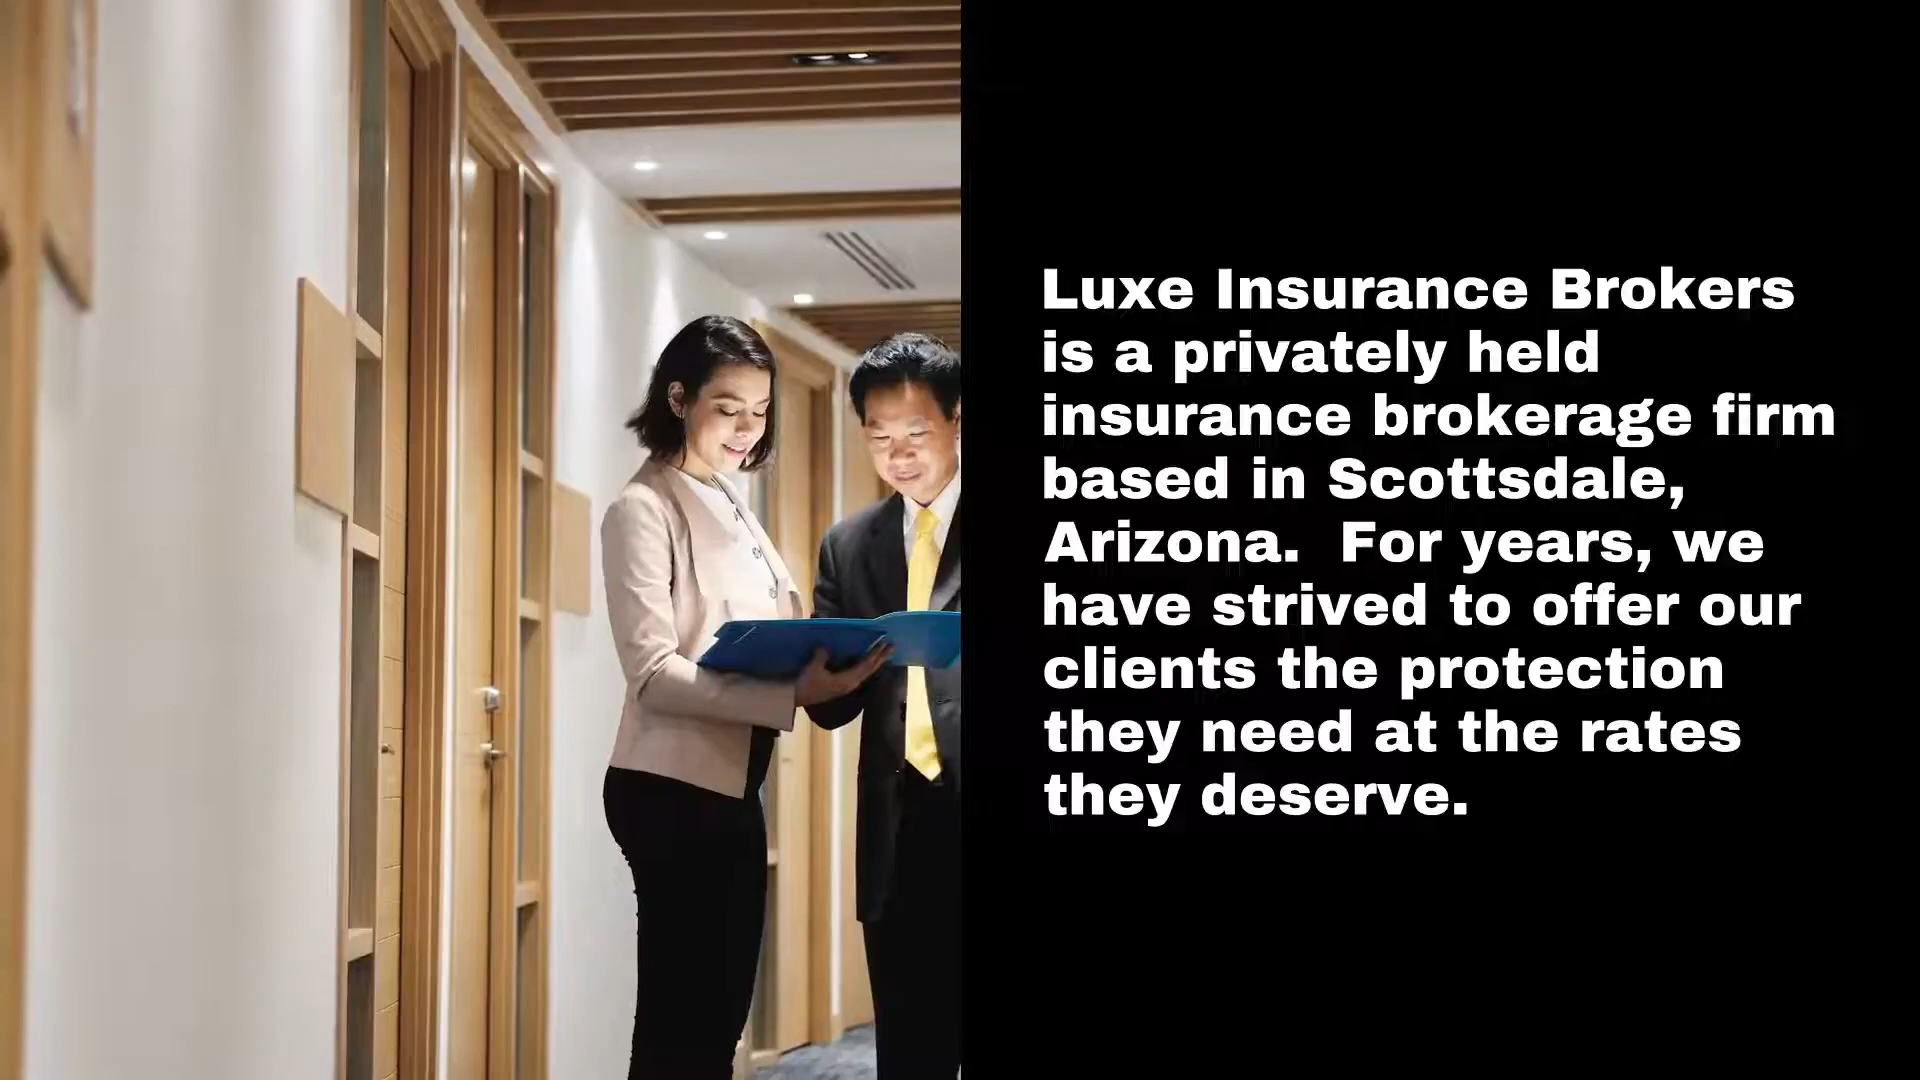 Luxe Insurance Brokers
is a privately held
insurance brokerage firm
based in Scottsdale,
Arizona.  For years, we
have strived to offer our
clients the protection
they need at the rates
they deserve.